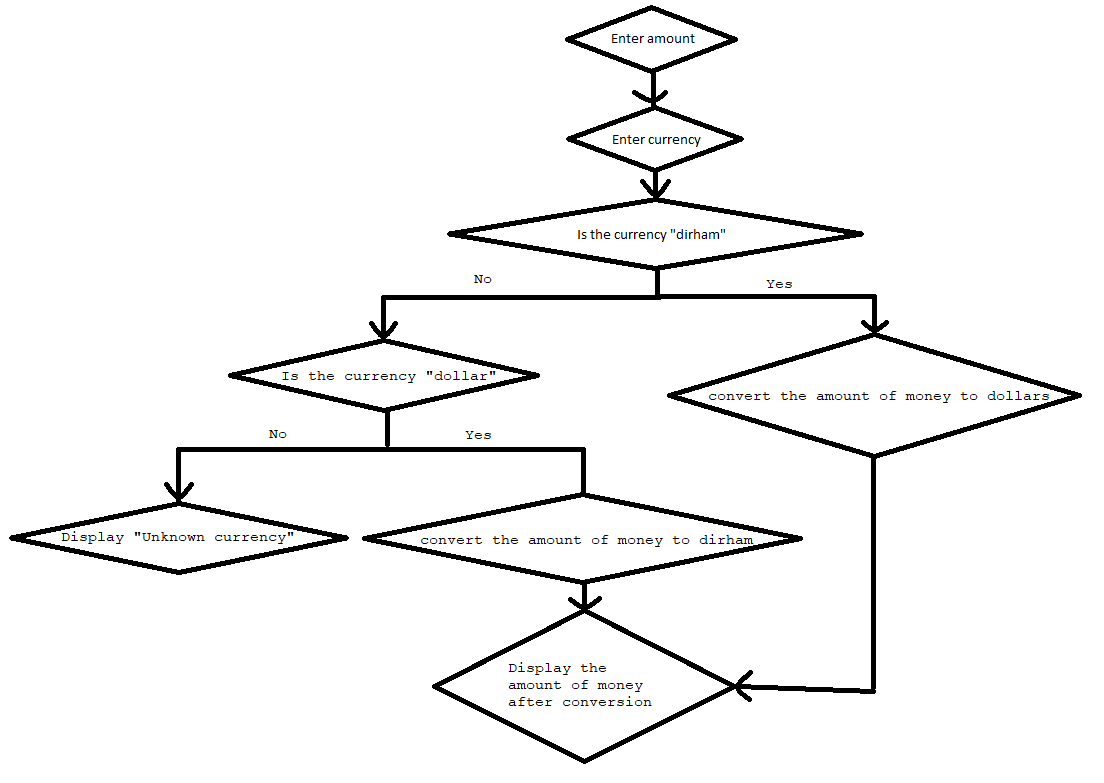 Enter amount
Enter currency
Is the currency "dirham"
No
Yes
Is the currency "dollar"
convert the amount of money to dollars
No
Yes
Display "Unknown currency"
convert the amount of money to dirham
Display the
amount of money
after conversion